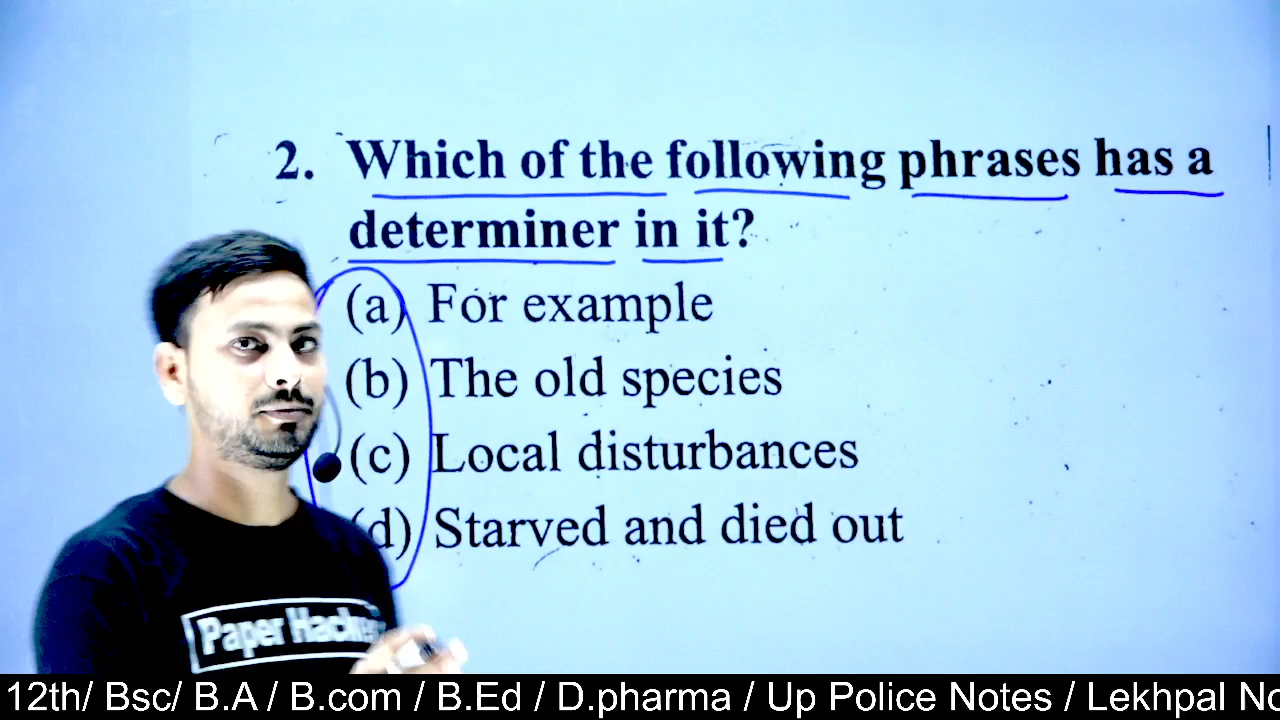 2. Which of the following phrases has a
determiner in it?
(a) For example
(b) The old species
(c) Local disturbances
(d) Starved and died out
Paper Hacker
12th/ Bsc/ B.A / B.com / B.Ed / D.pharma / Up Police Notes / Lekhpal No